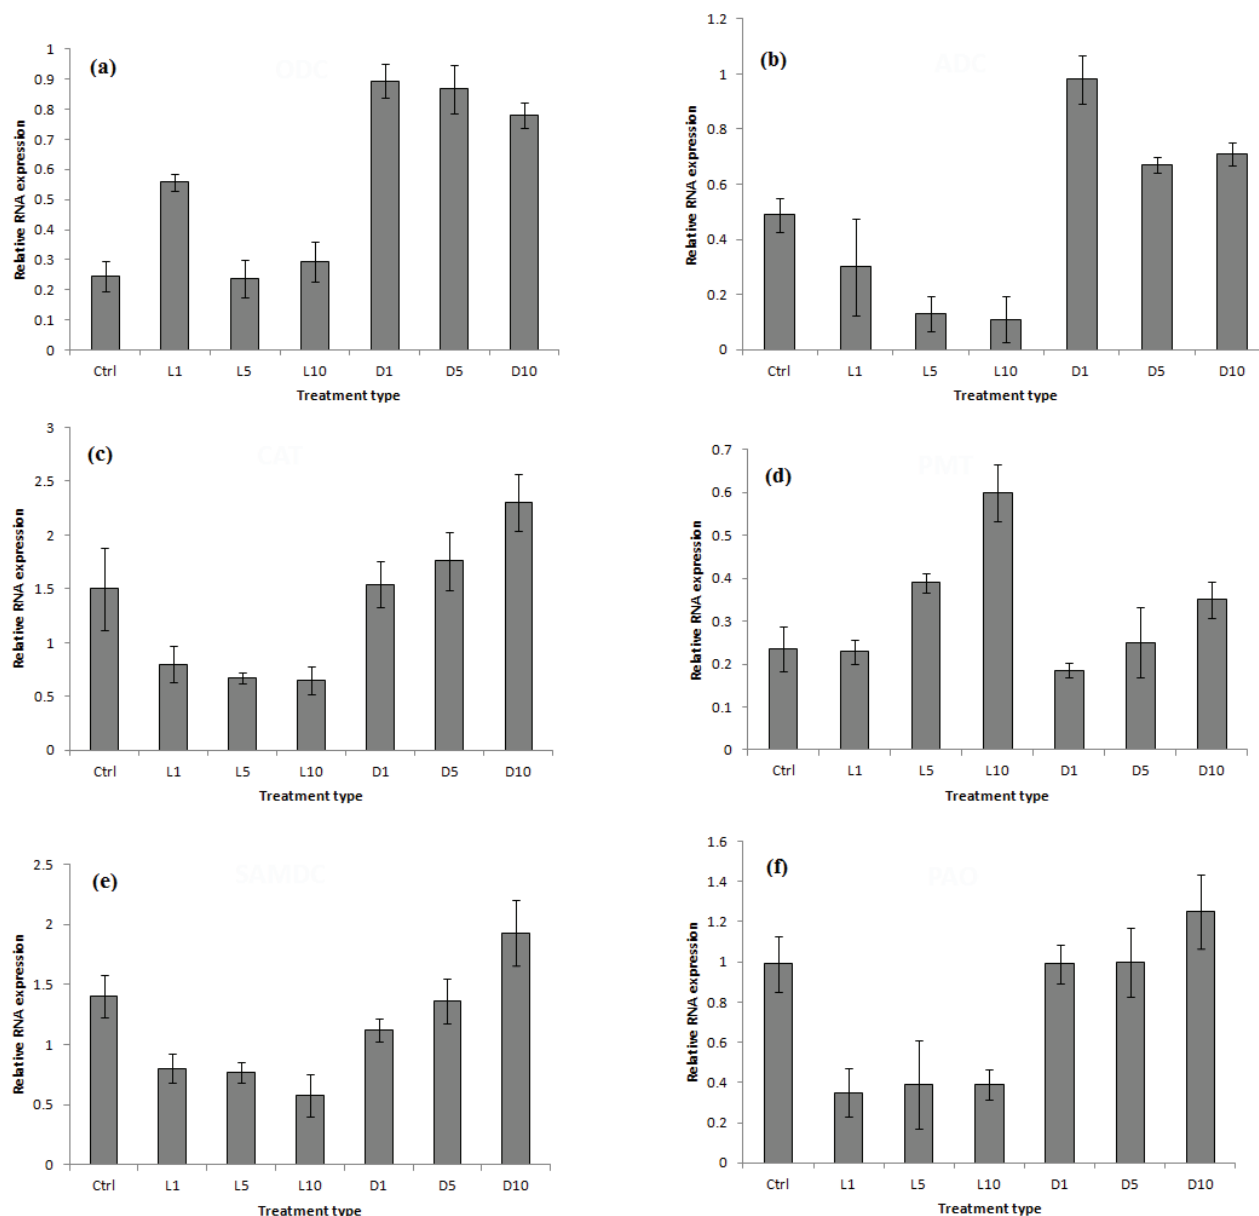 (a)
ODC
Relative RNA expression
1
0.9
0.8
0.7
0.6
0.5
0.4
0.3
0.2
0.1
0
Ctrl L1 L5 L10 D1 D5 D10
Treatment type
(b)
ADC
Relative RNA expression
1.2
1
0.8
0.6
0.4
0.2
0
Ctrl L1 L5 L10 D1 D5 D10
Treatment type
(c)
CAT
Relative RNA expression
3
2.5
2
1.5
1
0.5
0
Ctrl L1 L5 L10 D1 D5 D10
Treatment type
(d)
PMT
Relative RNA expression
0.7
0.6
0.5
0.4
0.3
0.2
0.1
0
Ctrl L1 L5 L10 D1 D5 D10
Treatment type
(e)
SAMDC
Relative RNA expression
2.5
2
1.5
1
0.5
0
Ctrl L1 L5 L10 D1 D5 D10
Treatment type
(f)
PAO
Relative RNA expression
1.6
1.4
1.2
1
0.8
0.6
0.4
0.2
0
Ctrl L1 L5 L10 D1 D5 D10
Treatment type